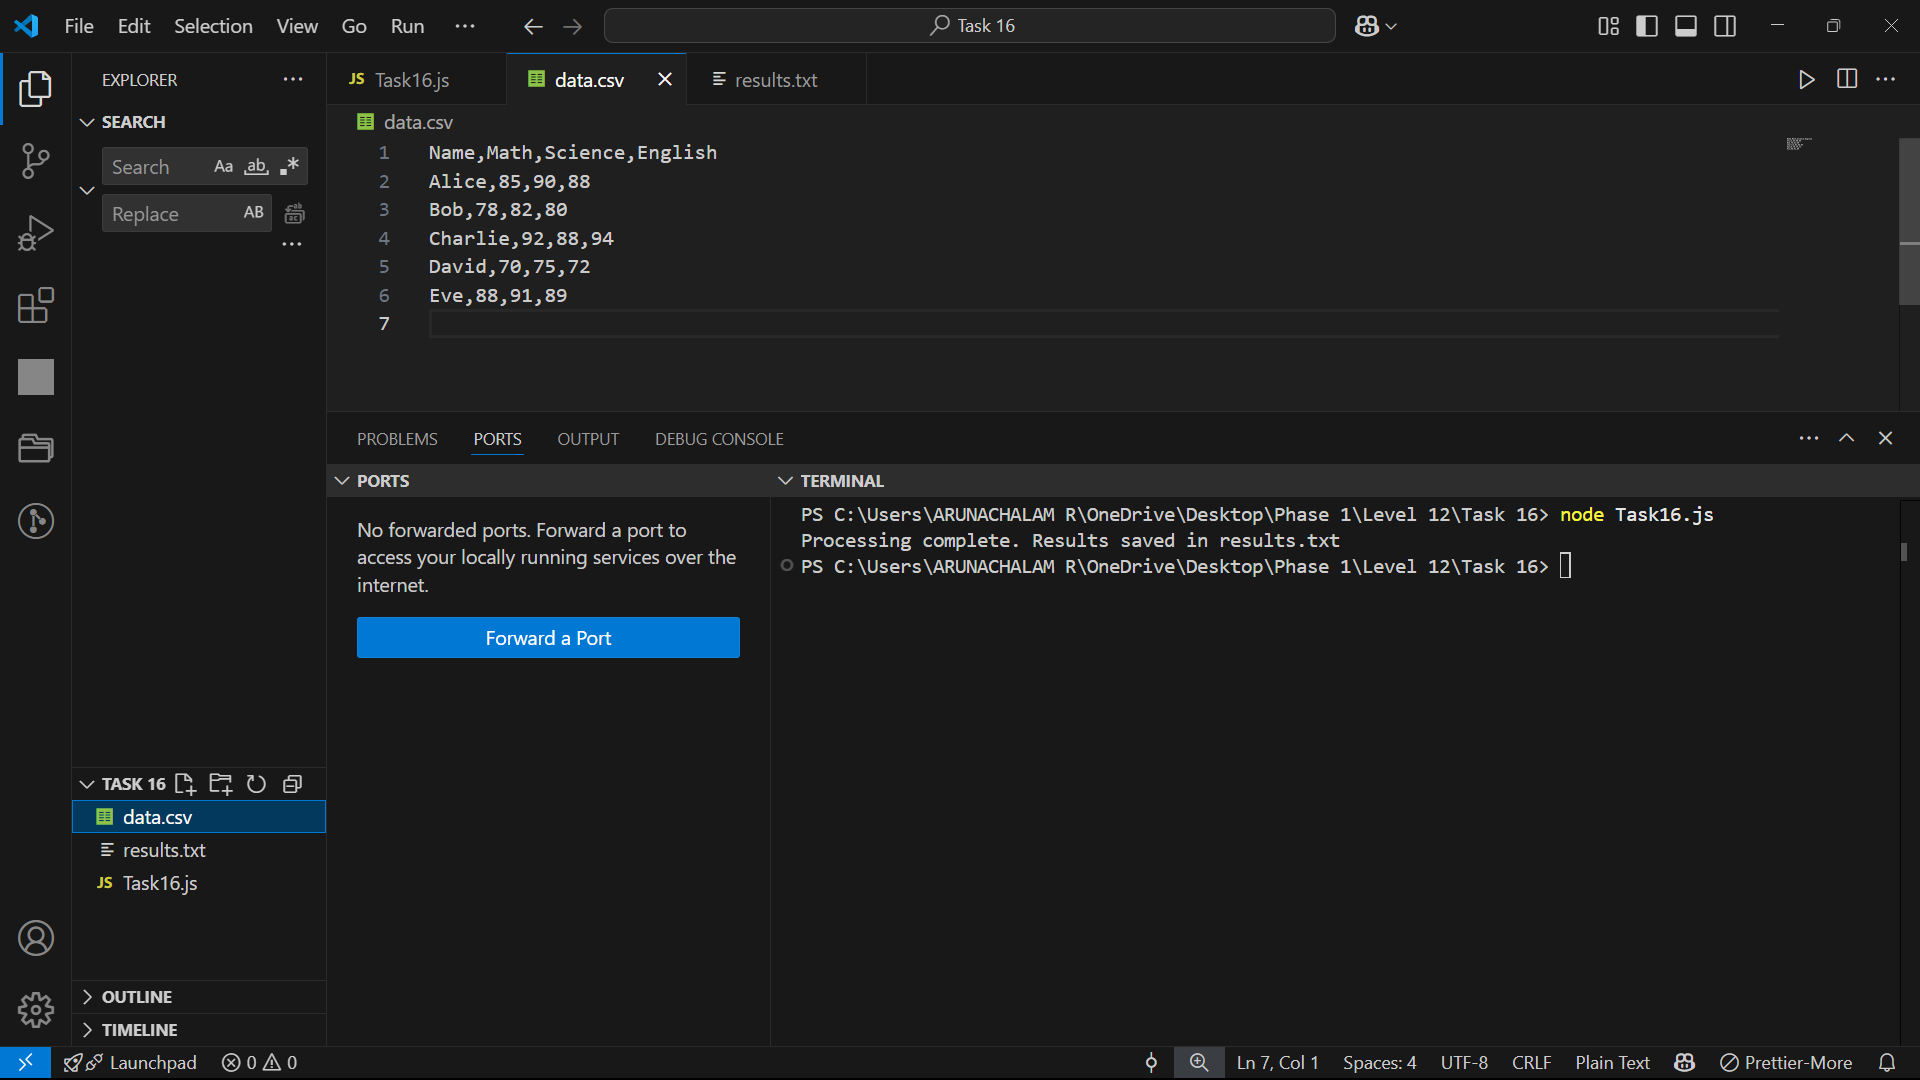 File Edit Selection View Go Run
Task 16
EXPLORER
SEARCH
Search Aa ab
Replace AB
JS Task16.js
data.csv
results.txt
data.csv
1 Name,Math,Science,English
2 Alice,85,90,88
3 Bob,78,82,80
4 Charlie,92,88,94
5 David,70,75,72
6 Eve,88,91,89
7
PROBLEMS PORTS OUTPUT DEBUG CONSOLE
PORTS
No forwarded ports. Forward a port to
access your locally running services over the
internet.
Forward a Port
TERMINAL
PS C:\Users\ARUNACHALAM R\OneDrive\Desktop\Phase 1\Level 12\Task 16> node Task16.js
Processing complete. Results saved in results.txt
PS C:\Users\ARUNACHALAM R\OneDrive\Desktop\Phase 1\Level 12\Task 16>
TASK 16
data.csv
results.txt
JS Task16.js
OUTLINE
TIMELINE
Launchpad 0 0 Ln 7, Col 1 Spaces: 4 UTF-8 CRLF Plain Text Prettier-More